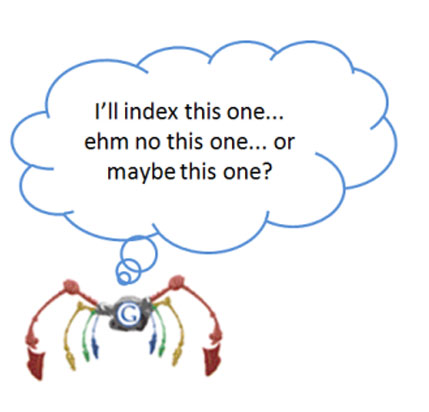 I'll index this one...
ehm no this one... or
maybe this one?
G